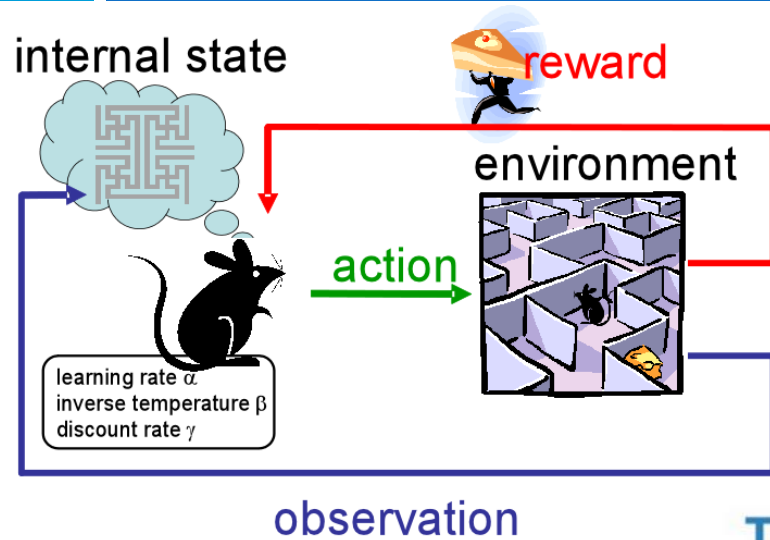 internal state
reward
environment
action
learning rate α
inverse temperature β
discount rate γ
observation
T